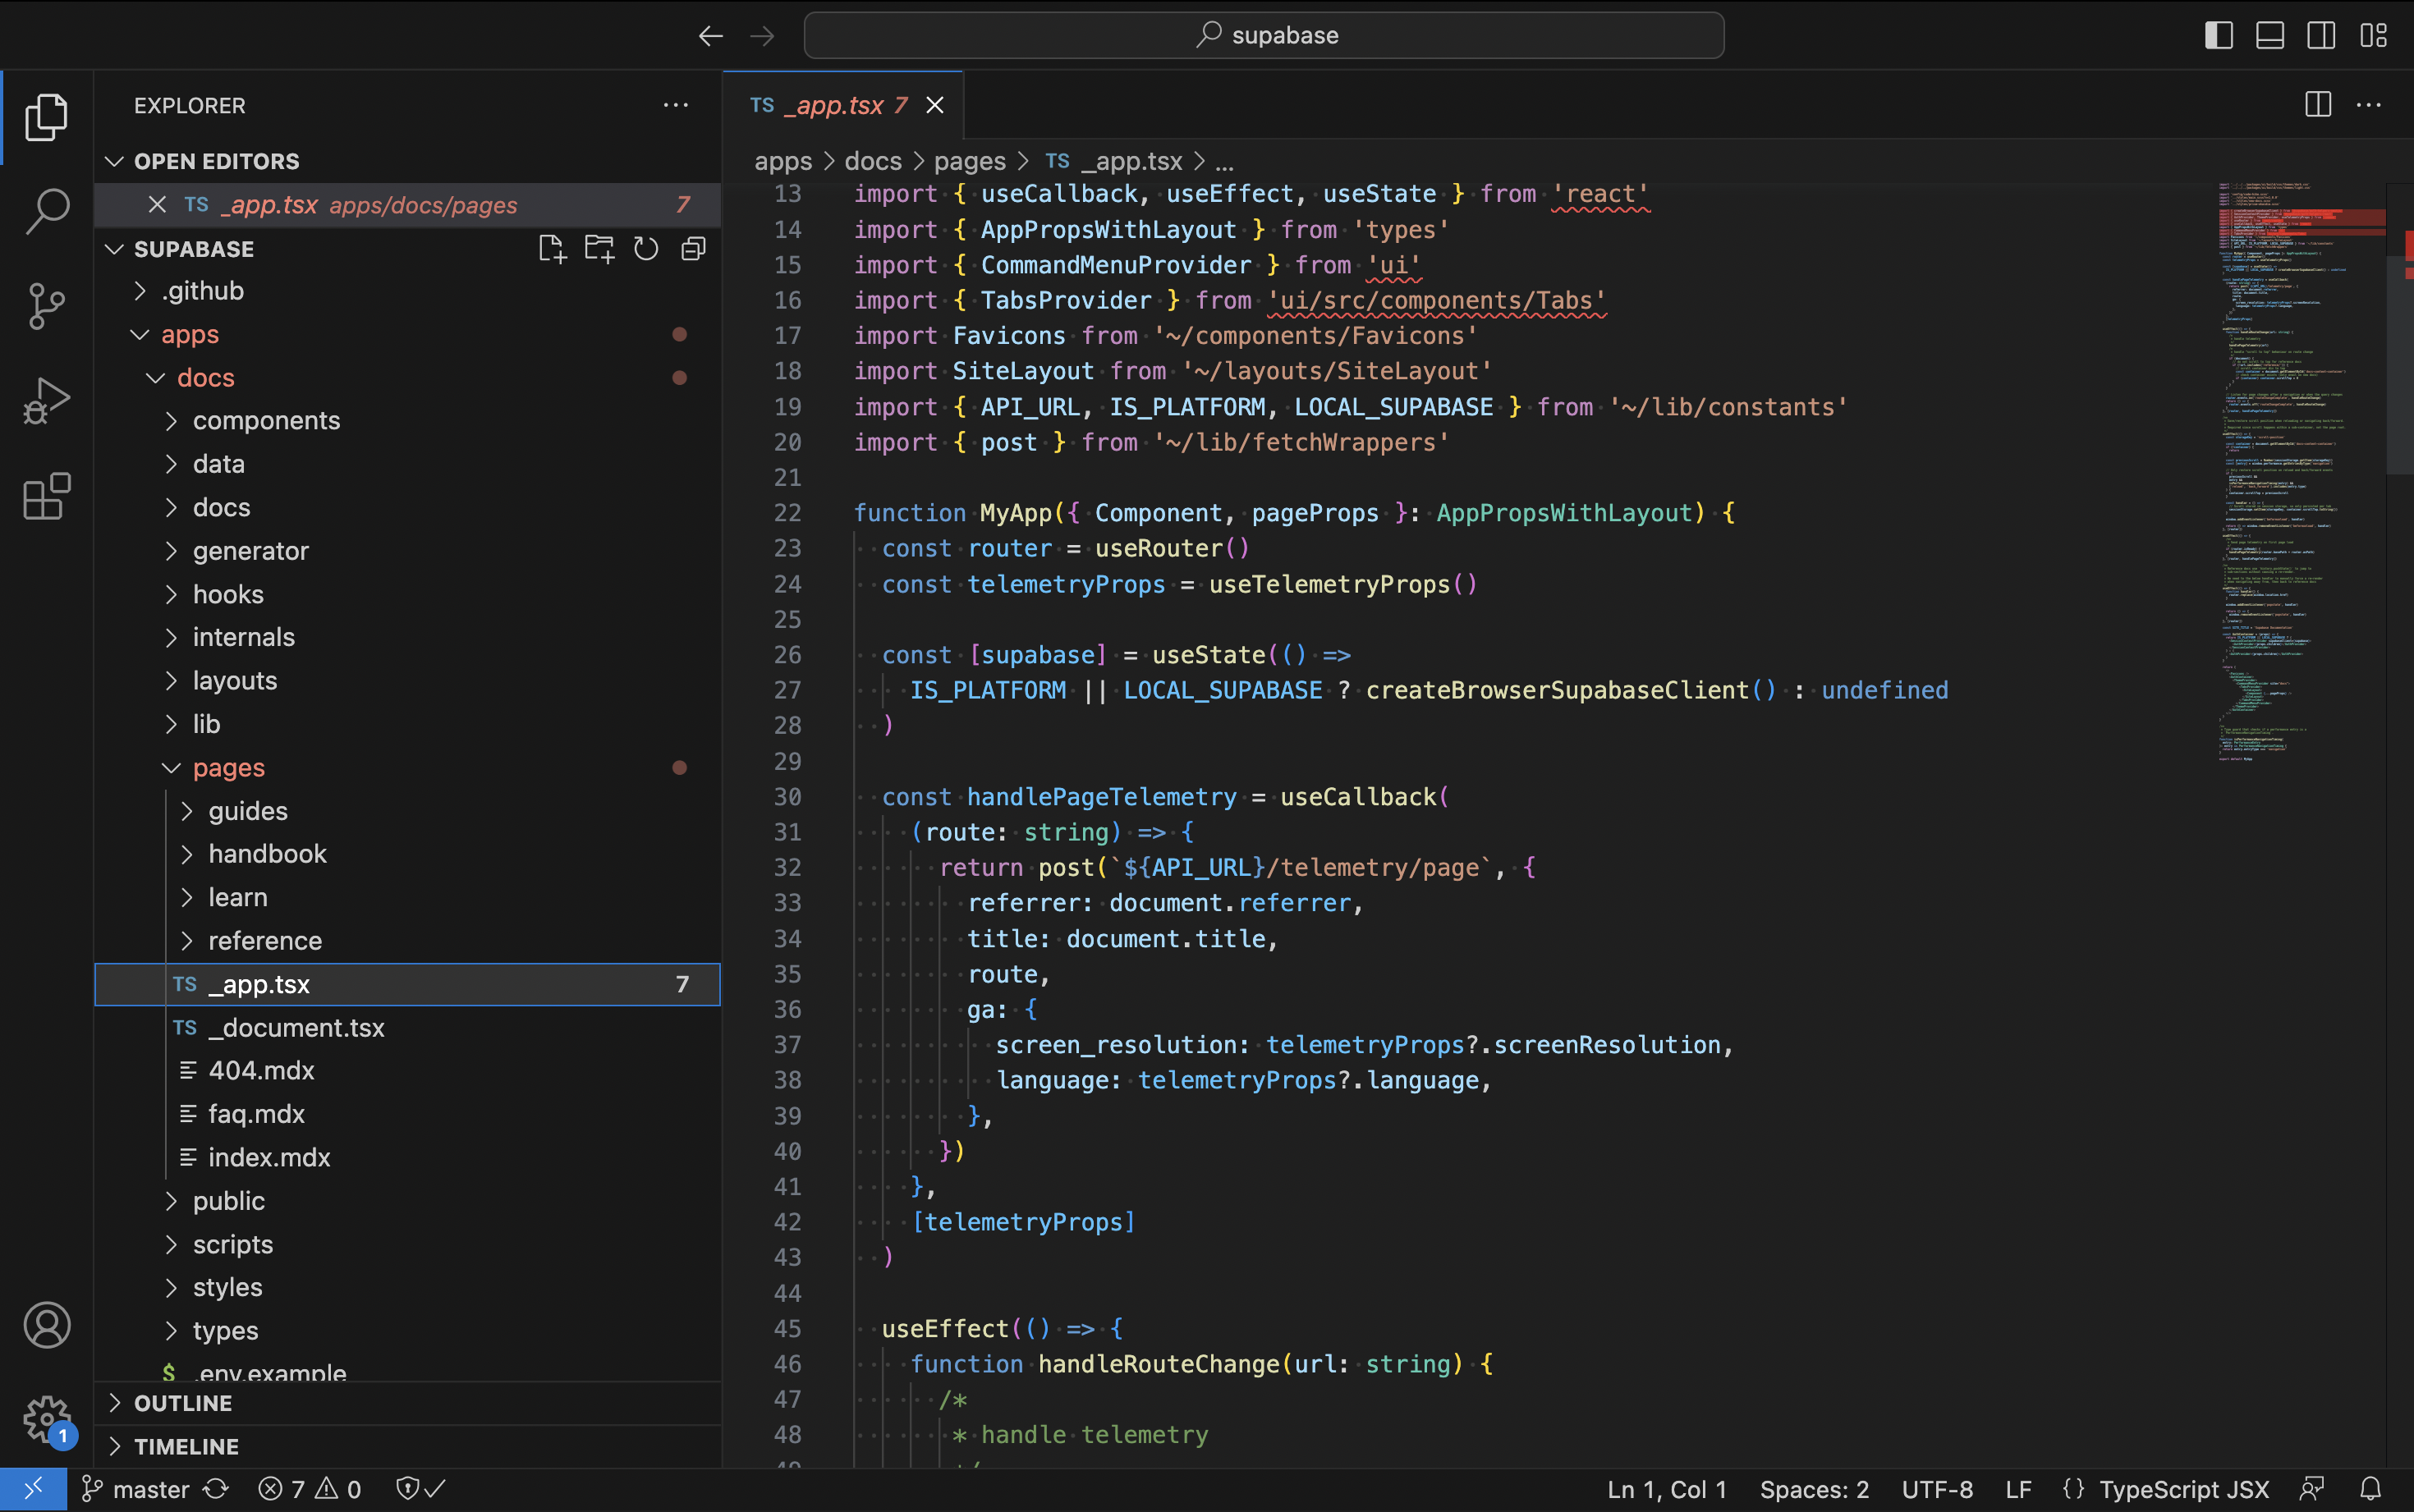 supabase
EXPLORER
OPEN EDITORS
TS _app.tsx apps/docs/pages 7
SUPABASE
.github
apps
docs
components
data
docs
generator
hooks
internals
layouts
lib
pages
guides
handbook
learn
reference
TS _app.tsx 7
TS _document.tsx
404.mdx
faq.mdx
index.mdx
public
scripts
styles
types
$ .env.example
OUTLINE
TIMELINE
1
TS _app.tsx 7
apps > docs > pages > TS _app.tsx > ...
13 import { useCallback, useEffect, useState } from 'react'
14 import { AppPropsWithLayout } from 'types'
15 import { CommandMenuProvider } from 'ui'
16 import { TabsProvider } from 'ui/src/components/Tabs'
17 import Favicons from '~/components/Favicons'
18 import SiteLayout from '~/layouts/SiteLayout'
19 import { API_URL, IS_PLATFORM, LOCAL_SUPABASE } from '~/lib/constants'
20 import { post } from '~/lib/fetchWrappers'
21
22 function MyApp({ Component, pageProps }: AppPropsWithLayout) {
23 const router = useRouter()
24 const telemetryProps = useTelemetryProps()
25
26 const [supabase] = useState(() =>
27 IS_PLATFORM || LOCAL_SUPABASE ? createBrowserSupabaseClient() : undefined
28 )
29
30 const handlePageTelemetry = useCallback(
31 (route: string) => {
32 return post(`${API_URL}/telemetry/page`, {
33 referrer: document.referrer,
34 title: document.title,
35 route,
36 ga: {
37 screen_resolution: telemetryProps?.screenResolution,
38 language: telemetryProps?.language,
39 },
40 })
41 },
42 [telemetryProps]
43 )
44
45 useEffect(() => {
46 function handleRouteChange(url: string) {
47 /*
48 * handle telemetry
master 7 0 Ln 1, Col 1 Spaces: 2 UTF-8 LF {} TypeScript JSX